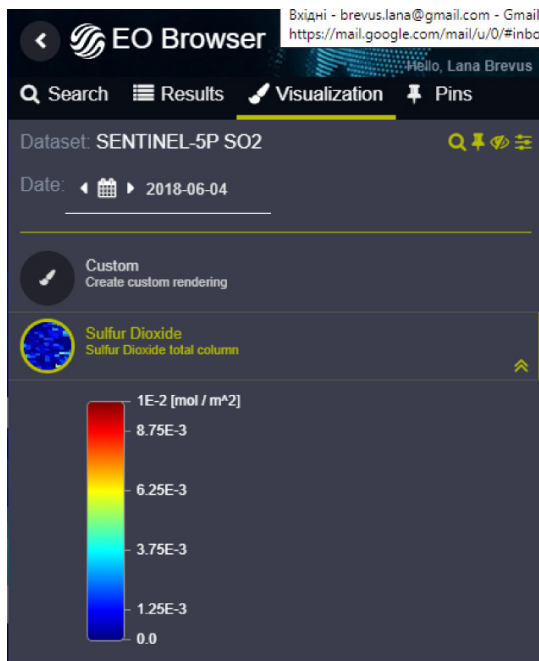 Вхідні - brevus.lana@gmail.com - Gmail
https://mail.google.com/mail/u/0/#inbo
EO Browser
Hello, Lana Brevus
Search Results Visualization Pins
Dataset: SENTINEL-5P SO2
Date: 2018-06-04
Custom
Create custom rendering
Sulfur Dioxide
Sulfur Dioxide total column
1E-2 [mol / m^2]
8.75E-3
6.25E-3
3.75E-3
1.25E-3
0.0